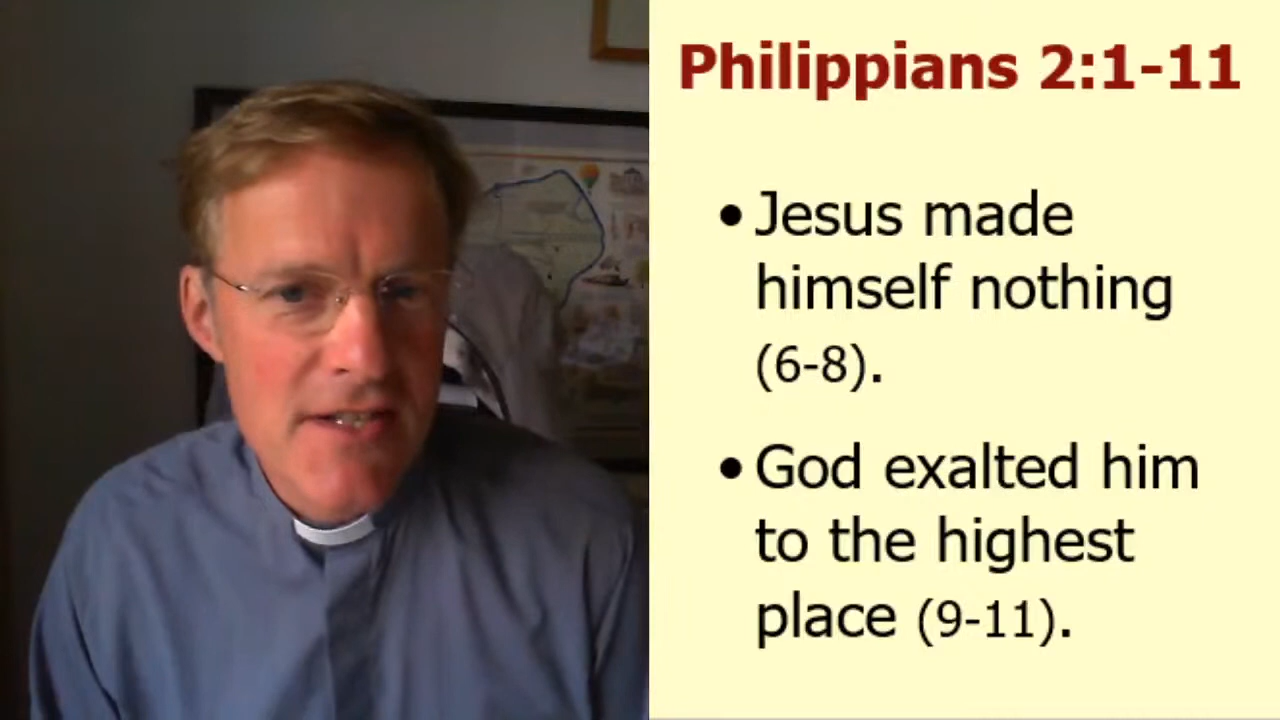 Philippians 2:1-11
• Jesus made
himself nothing
(6-8).
• God exalted him
to the highest
place (9-11).